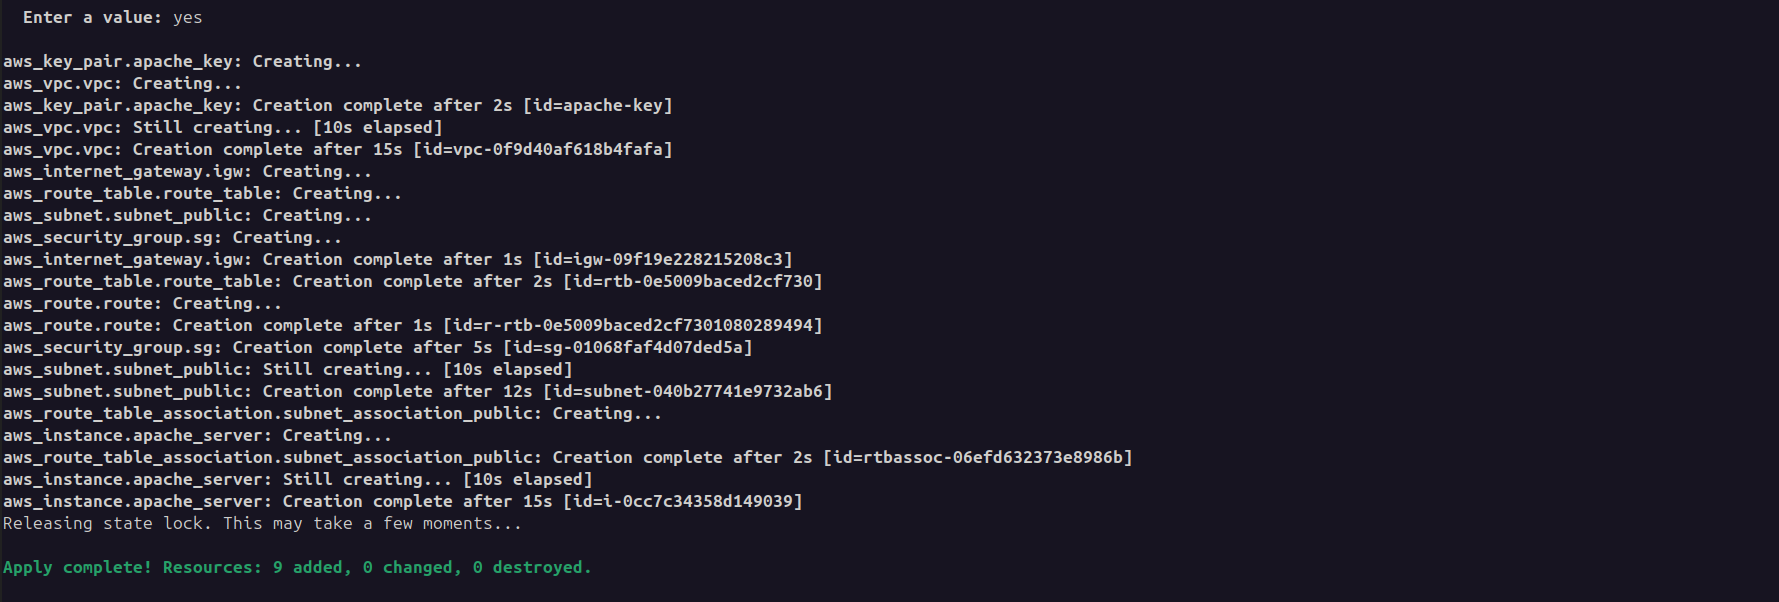 Enter a value: yes
aws_key_pair.apache_key: Creating...
aws_vpc.vpc: Creating...
aws_key_pair.apache_key: Creation complete after 2s [id=apache-key]
aws_vpc.vpc: Still creating... [10s elapsed]
aws_vpc.vpc: Creation complete after 15s [id=vpc-0f9d40af618b4fafa]
aws_internet_gateway.igw: Creating...
aws_route_table.route_table: Creating...
aws_subnet.subnet_public: Creating...
aws_security_group.sg: Creating...
aws_internet_gateway.igw: Creation complete after 1s [id=igw-09f19e228215208c3]
aws_route_table.route_table: Creation complete after 2s [id=rtb-0e5009baced2cf730]
aws_route.route: Creating...
aws_route.route: Creation complete after 1s [id=r-rtb-0e5009baced2cf7301080289494]
aws_security_group.sg: Creation complete after 5s [id=sg-01068faf4d07ded5a]
aws_subnet.subnet_public: Still creating... [10s elapsed]
aws_subnet.subnet_public: Creation complete after 12s [id=subnet-040b27741e9732ab6]
aws_route_table_association.subnet_association_public: Creating...
aws_instance.apache_server: Creating...
aws_route_table_association.subnet_association_public: Creation complete after 2s [id=rtbassoc-06efd632373e8986b]
aws_instance.apache_server: Still creating... [10s elapsed]
aws_instance.apache_server: Creation complete after 15s [id=i-0cc7c34358d149039]
Releasing state lock. This may take a few moments...
Apply complete! Resources: 9 added, 0 changed, 0 destroyed.